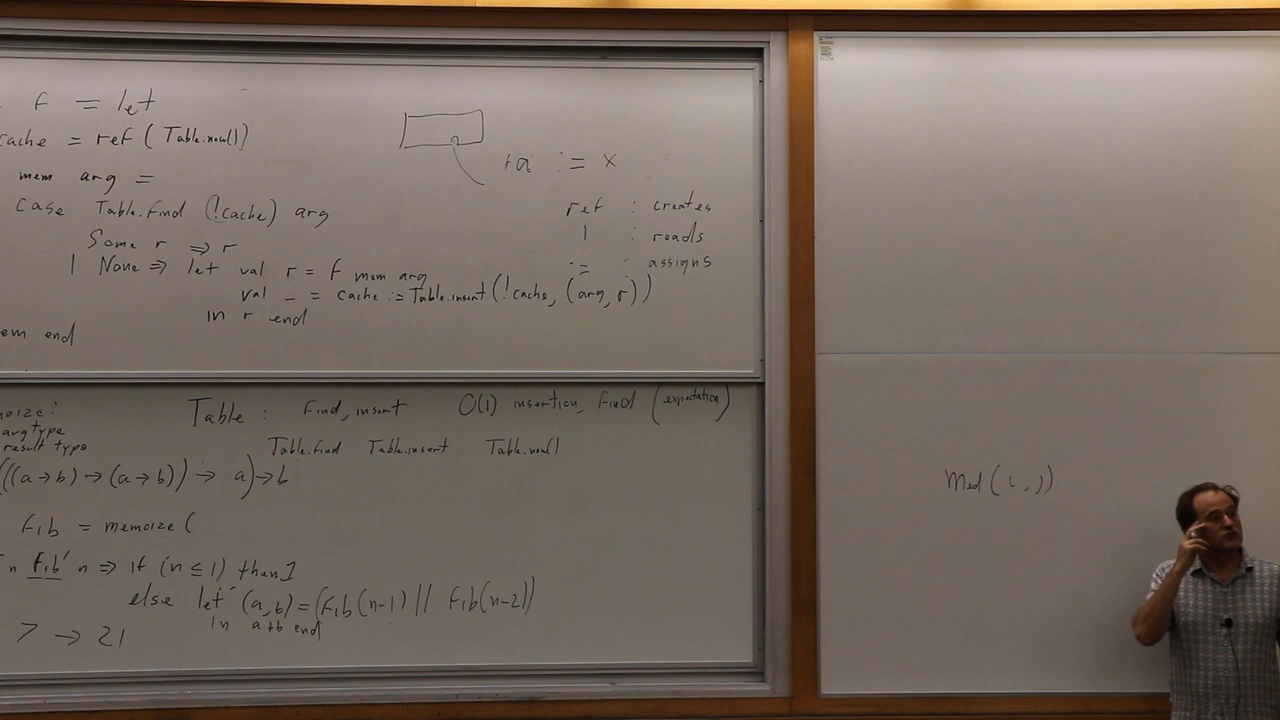 F = let
cache = ref ( Table.null)
mem arg =
case Table.find (!cache) arg
Some r => r
| None => let val r = F mem arg
val _ = cache := Table.insert (!cache, (arg, r))
in r end
end
:= x
ref : creates
! : reads
:= : assigns
Table : Find, insert O(1) insertion, Find (expectation)
argtype
result type
Table.find Table.insert Table.null
((a→b) → (a→b)) → a) → b
Fib = memoize (
Fib' n => if (n ≤ 1) then 1
else let (a,b) = (Fib(n-1) || Fib(n-2))
in a+b end
7 → 21
Med(i,j)